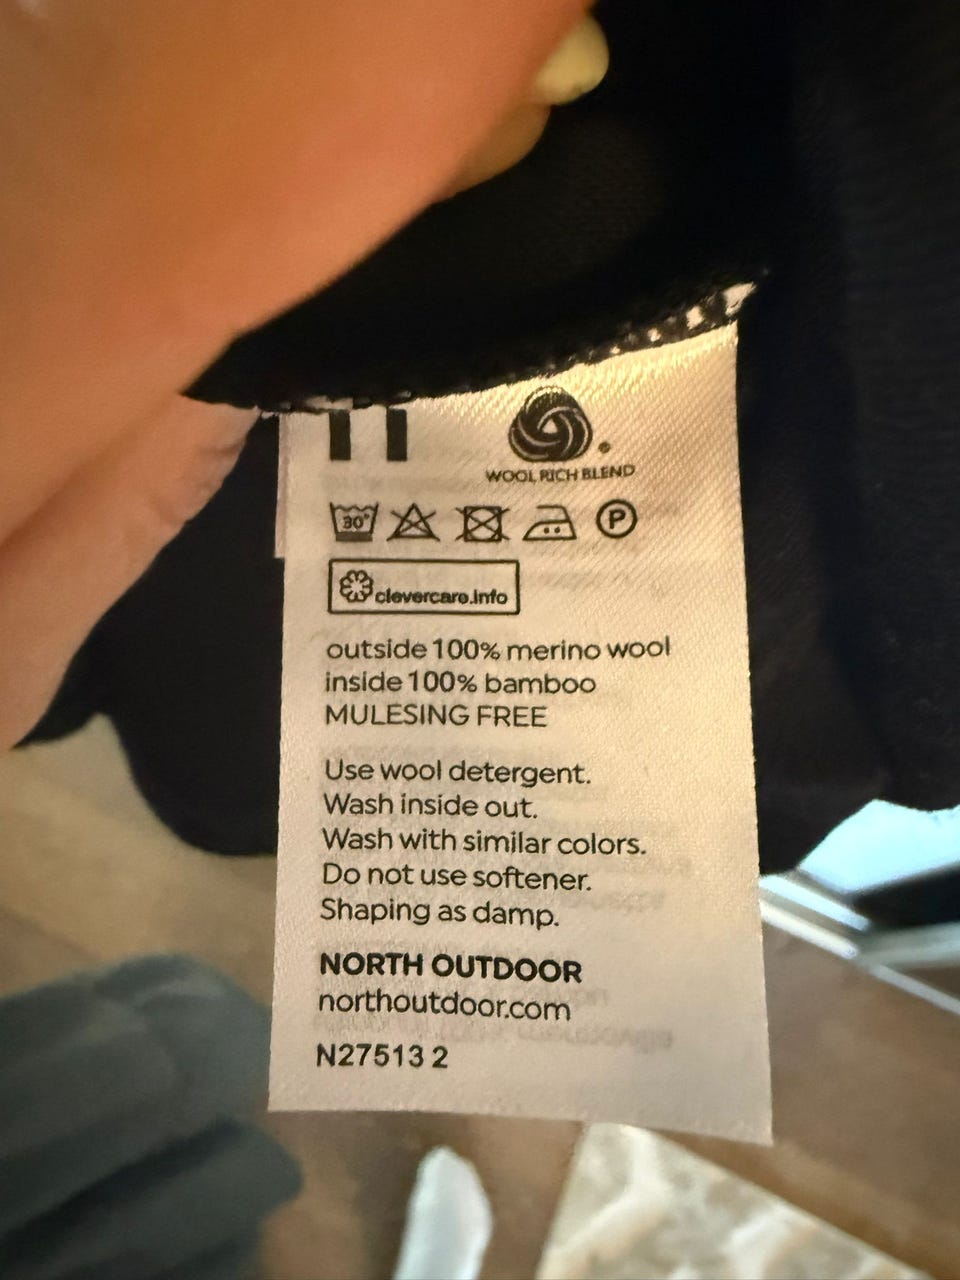 WOOL RICH BLEND
30°
P
clevercare.info
outside 100% merino wool
inside 100% bamboo
MULESING FREE
Use wool detergent.
Wash inside out.
Wash with similar colors.
Do not use softener.
Shaping as damp.
NORTH OUTDOOR
northoutdoor.com
N27513 2